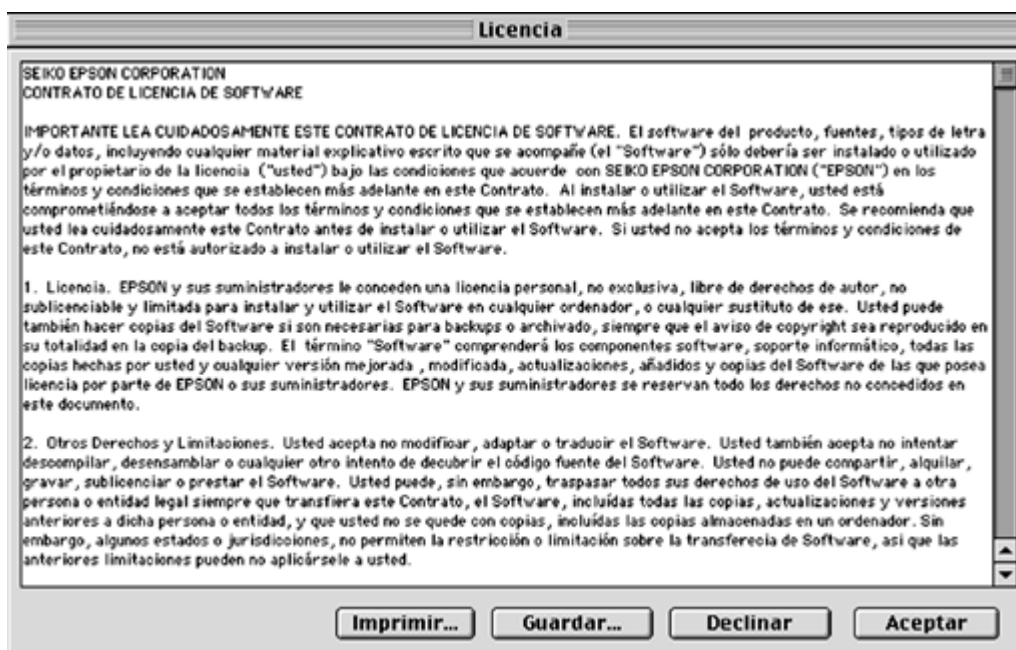 Licencia
SEIKO EPSON CORPORATION
CONTRATO DE LICENCIA DE SOFTWARE
IMPORTANTE LEA CUIDADOSAMENTE ESTE CONTRATO DE LICENCIA DE SOFTWARE. El software del producto, fuentes, tipos de letra
y/o datos, incluyendo cualquier material explicativo escrito que se acompañe (el "Software") sólo debería ser instalado o utilizado
por el propietario de la licencia ("usted") bajo las condiciones que acuerde con SEIKO EPSON CORPORATION ("EPSON") en los
términos y condiciones que se establecen más adelante en este Contrato. Al instalar o utilizar el Software, usted está
comprometiéndose a aceptar todos los términos y condiciones que se establecen más adelante en este Contrato. Se recomienda que
usted lea cuidadosamente este Contrato antes de instalar o utilizar el Software. Si usted no acepta los términos y condiciones de
este Contrato, no está autorizado a instalar o utilizar el Software.
1. Licencia. EPSON y sus suministradores le conceden una licencia personal, no exclusiva, libre de derechos de autor, no
sublicenciable y limitada para instalar y utilizar el Software en cualquier ordenador, o cualquier sustituto de ese. Usted puede
también hacer copias del Software si son necesarias para backups o archivado, siempre que el aviso de copyright sea reproducido en
su totalidad en la copia del backup. El término "Software" comprenderá los componentes software, soporte informático, todas las
copias hechas por usted y cualquier versión mejorada , modificada, actualizaciones, añadidos y copias del Software de las que posea
licencia por parte de EPSON o sus suministradores. EPSON y sus suministradores se reservan todo los derechos no concedidos en
este documento.
2. Otros Derechos y Limitaciones. Usted acepta no modificar, adaptar o traducir el Software. Usted también acepta no intentar
descompilar, desensamblar o cualquier otro intento de decubrir el código fuente del Software. Usted no puede compartir, alquilar,
gravar, sublicenciar o prestar el Software. Usted puede, sin embargo, traspasar todos sus derechos de uso del Software a otra
persona o entidad legal siempre que transfiera este Contrato, el Software, incluídas todas las copias, actualizaciones y versiones
anteriores a dicha persona o entidad, y que usted no se quede con copias, incluídas las copias almacenadas en un ordenador. Sin
embargo, algunos estados o jurisdicciones, no permiten la restricción o limitación sobre la transferecia de Software, asi que las
anteriores limitaciones pueden no aplicársele a usted.
Imprimir... Guardar... Declinar Aceptar